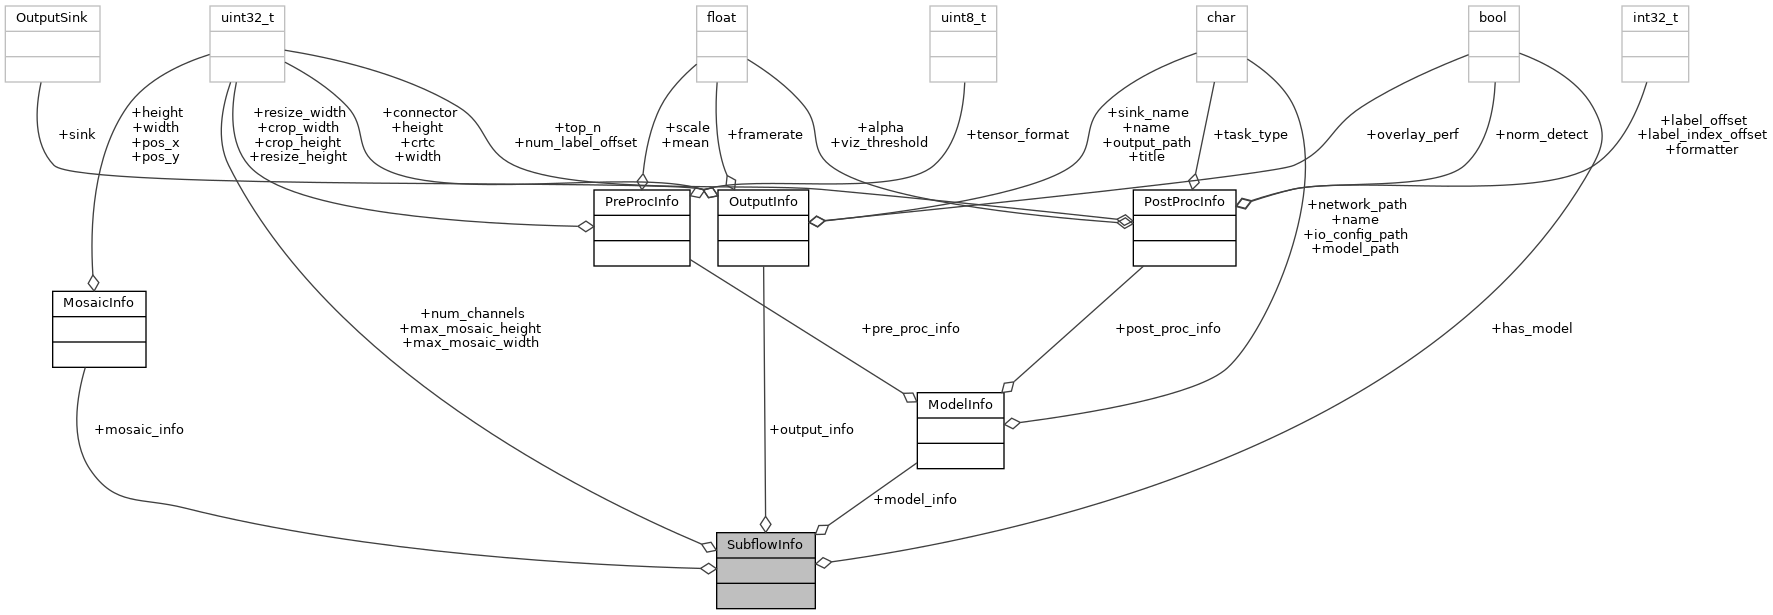 OutputSink
uint32_t
float
uint8_t
char
bool
int32_t
+sink
+height
+width
+pos_x
+pos_y
+resize_width
+crop_width
+crop_height
+resize_height
+connector
+height
+crtc
+width
+top_n
+num_label_offset
+scale
+mean
+framerate
+alpha
+viz_threshold
+tensor_format
+sink_name
+name
+output_path
+title
+task_type
+overlay_perf
+norm_detect
+label_offset
+label_index_offset
+formatter
PreProcInfo
OutputInfo
PostProcInfo
+network_path
+name
+io_config_path
+model_path
MosaicInfo
+num_channels
+max_mosaic_height
+max_mosaic_width
+pre_proc_info
+post_proc_info
+has_model
ModelInfo
+mosaic_info
+output_info
+model_info
SubflowInfo